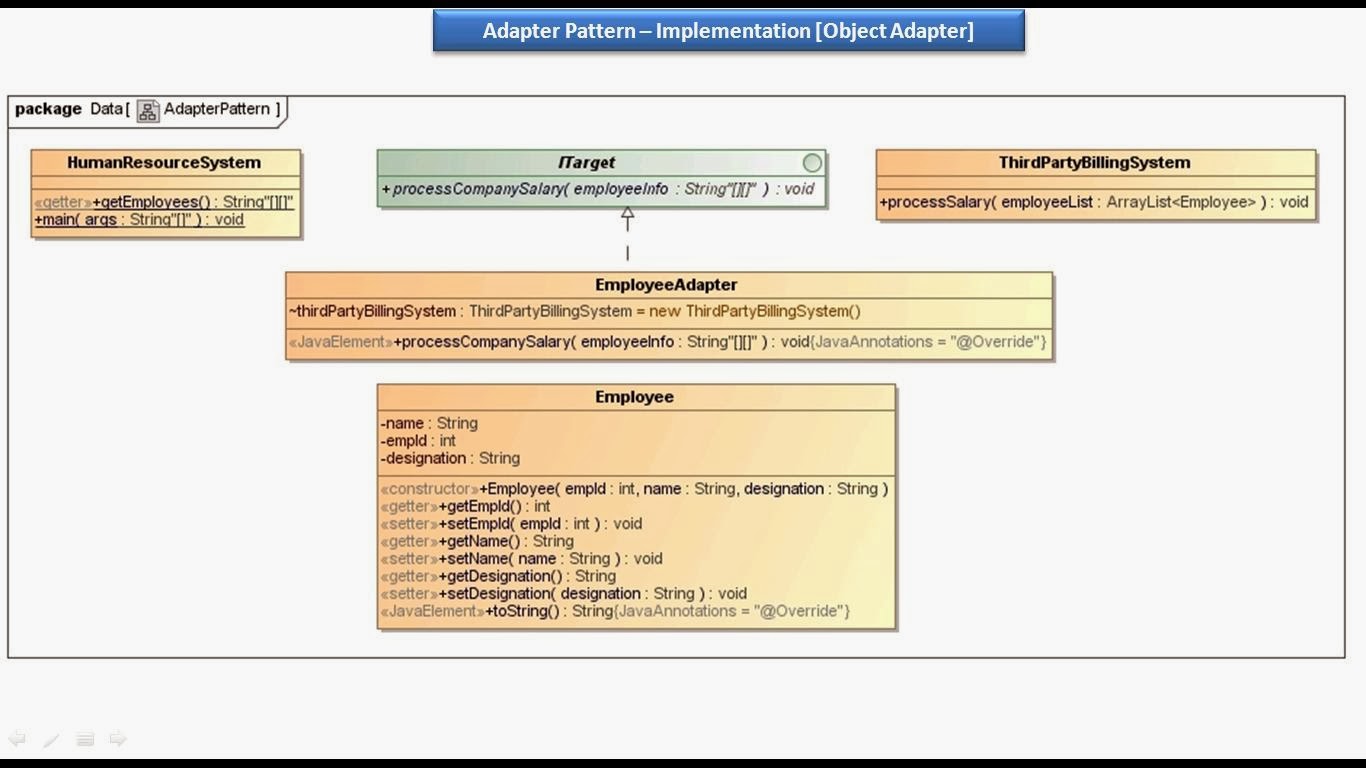 Adapter Pattern – Implementation [Object Adapter]
package Data[ AdapterPattern ]
HumanResourceSystem
«getter»+getEmployees() : String"[][]"
+main( args : String"[]" ) : void
ITarget
+processCompanySalary( employeeInfo : String"[][]" ) : void
ThirdPartyBillingSystem
+processSalary( employeeList : ArrayList<Employee> ) : void
EmployeeAdapter
~thirdPartyBillingSystem : ThirdPartyBillingSystem = new ThirdPartyBillingSystem()
«JavaElement»+processCompanySalary( employeeInfo : String"[][]" ) : void{JavaAnnotations = "@Override"}
Employee
-name : String
-empId : int
-designation : String
«constructor»+Employee( empId : int, name : String, designation : String )
«getter»+getEmpId() : int
«setter»+setEmpId( empId : int ) : void
«getter»+getName() : String
«setter»+setName( name : String ) : void
«getter»+getDesignation() : String
«setter»+setDesignation( designation : String ) : void
«JavaElement»+toString() : String{JavaAnnotations = "@Override"}